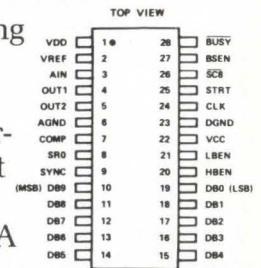 TOP VIEW
ng
VDD 1 28 BUSY
VREF 2 27 BSEN
AIN 3 26 SC8
OUT1 4 25 STRT
OUT2 5 24 CLK
r-
AGND 6 23 DGND
COMP 7 22 VCC
t
SR0 8 21 LBEN
SYNC 9 20 HBEN
(MSB) DB9 10 19 DB0 (LSB)
DB8 11 18 DB1
DB7 12 17 DB2
A
DB6 13 16 DB3
DB5 14 15 DB4